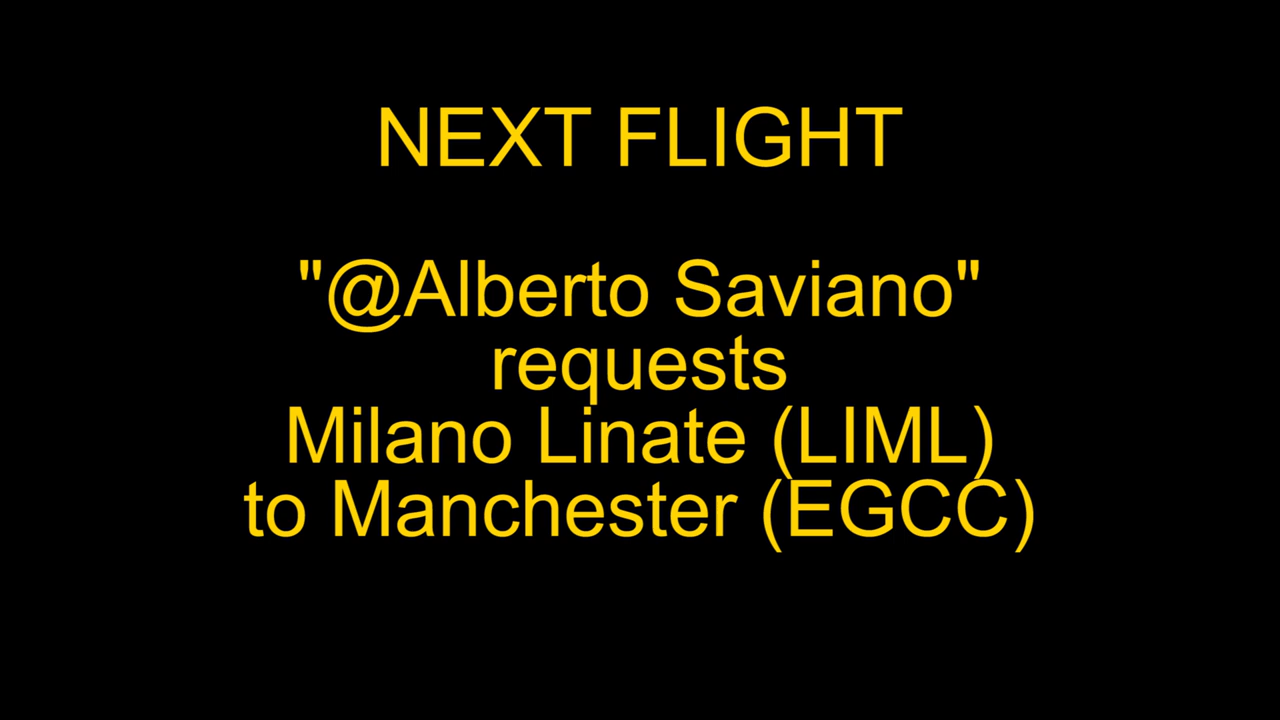 NEXT FLIGHT
"@Alberto Saviano"
requests
Milano Linate (LIML)
to Manchester (EGCC)